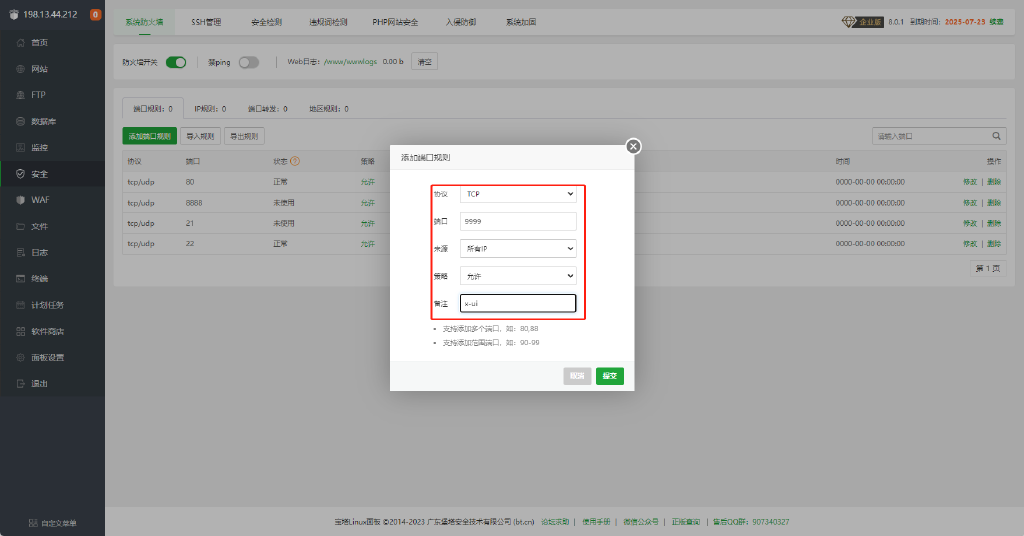 198.13.44.212 0
首页
网站
FTP
数据库
监控
安全
WAF
文件
日志
终端
计划任务
软件商店
面板设置
退出
自定义菜单
系统防火墙 SSH管理 安全检测 违规词检测 PHP网站安全 入侵防御 系统加固
企业版 8.0.1 到期时间: 2025-07-23 续费
防火墙开关 禁ping Web日志: /www/wwwlogs 0.00 b 清空
端口规则: 0 IP规则: 0 端口转发: 0 地区规则: 0
添加端口规则 导入规则 导出规则 请输入端口
协议 端口 状态 ? 策略 时间 操作
tcp/udp 80 正常 允许 0000-00-00 00:00:00 修改 | 删除
tcp/udp 8888 未使用 允许 0000-00-00 00:00:00 修改 | 删除
tcp/udp 21 未使用 允许 0000-00-00 00:00:00 修改 | 删除
tcp/udp 22 正常 允许 0000-00-00 00:00:00 修改 | 删除
第 1 页
添加端口规则
协议 TCP
端口 9999
来源 所有IP
策略 允许
备注 x-ui
支持添加多个端口, 如: 80,88
支持添加范围端口, 如: 90-99
取消 提交
宝塔Linux面板 ©2014-2023 广东堡塔安全技术有限公司 (bt.cn) 论坛求助 | 使用手册 | 微信公众号 | 正版查询 | 售后QQ群: 907340327